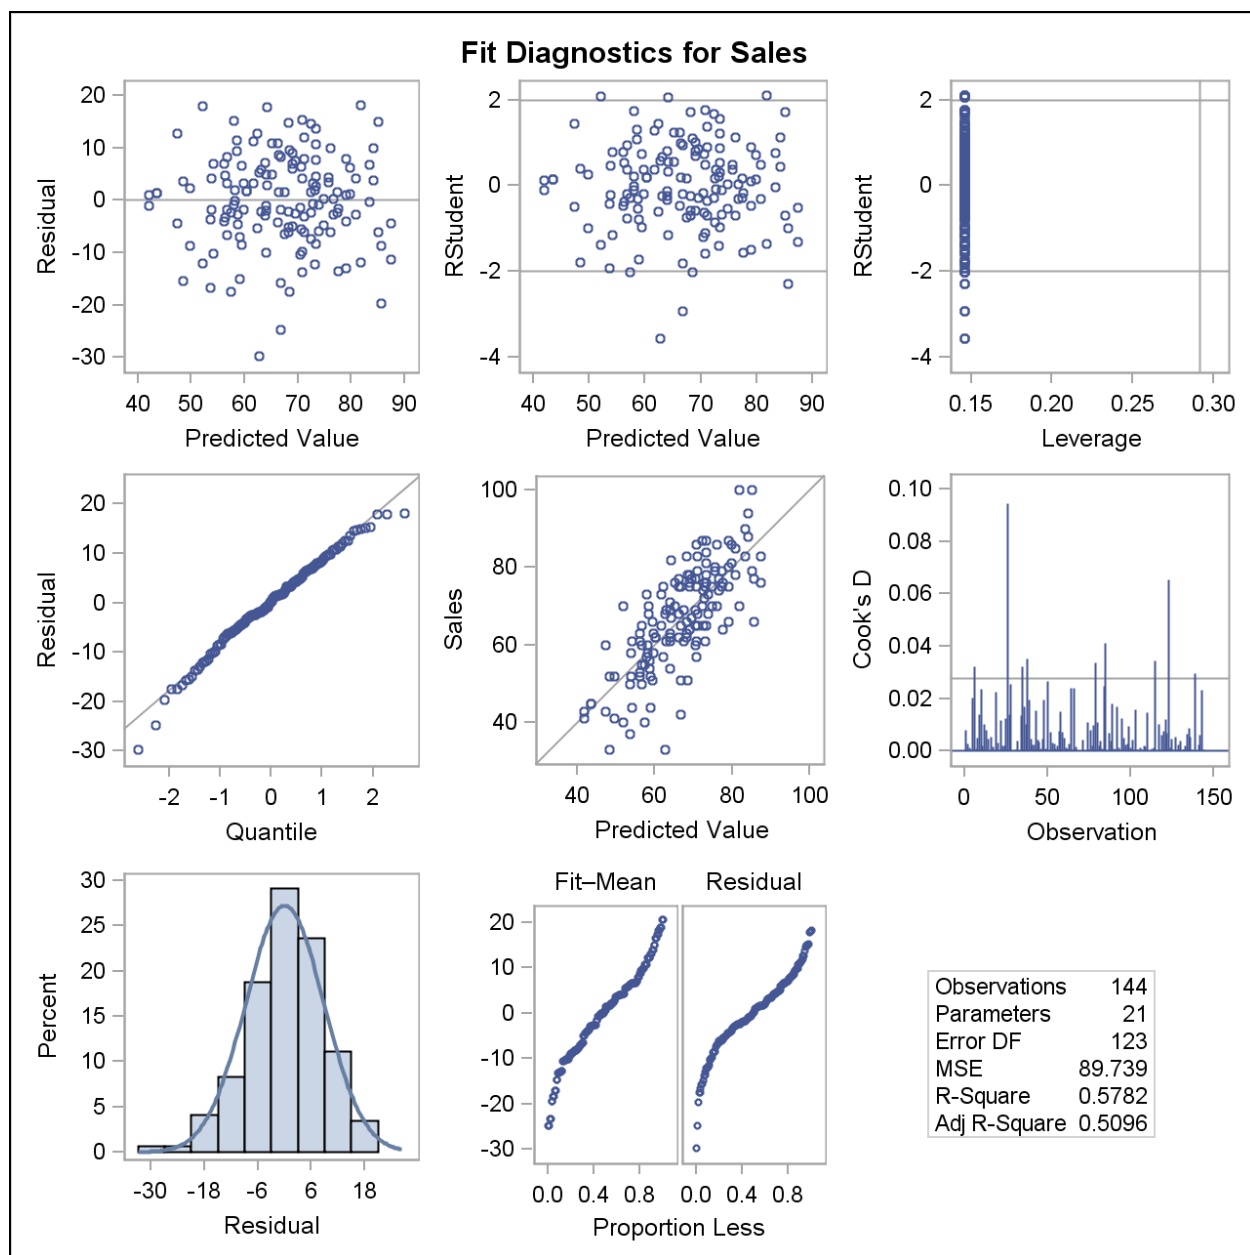 Fit Diagnostics for Sales
20
10
0
-10
-20
-30
Residual
40 50 60 70 80 90
Predicted Value
2
0
-2
-4
RStudent
40 50 60 70 80 90
Predicted Value
2
0
-2
-4
RStudent
0.15 0.20 0.25 0.30
Leverage
20
10
0
-10
-20
-30
Residual
-2 -1 0 1 2
Quantile
100
80
60
40
Sales
40 60 80 100
Predicted Value
0.10
0.08
0.06
0.04
0.02
0.00
Cook's D
0 50 100 150
Observation
30
25
20
15
10
5
0
Percent
-30 -18 -6 6 18
Residual
Fit–Mean Residual
20
10
0
-10
-20
-30
0.0 0.4 0.8 0.0 0.4 0.8
Proportion Less
Observations 144
Parameters 21
Error DF 123
MSE 89.739
R-Square 0.5782
Adj R-Square 0.5096